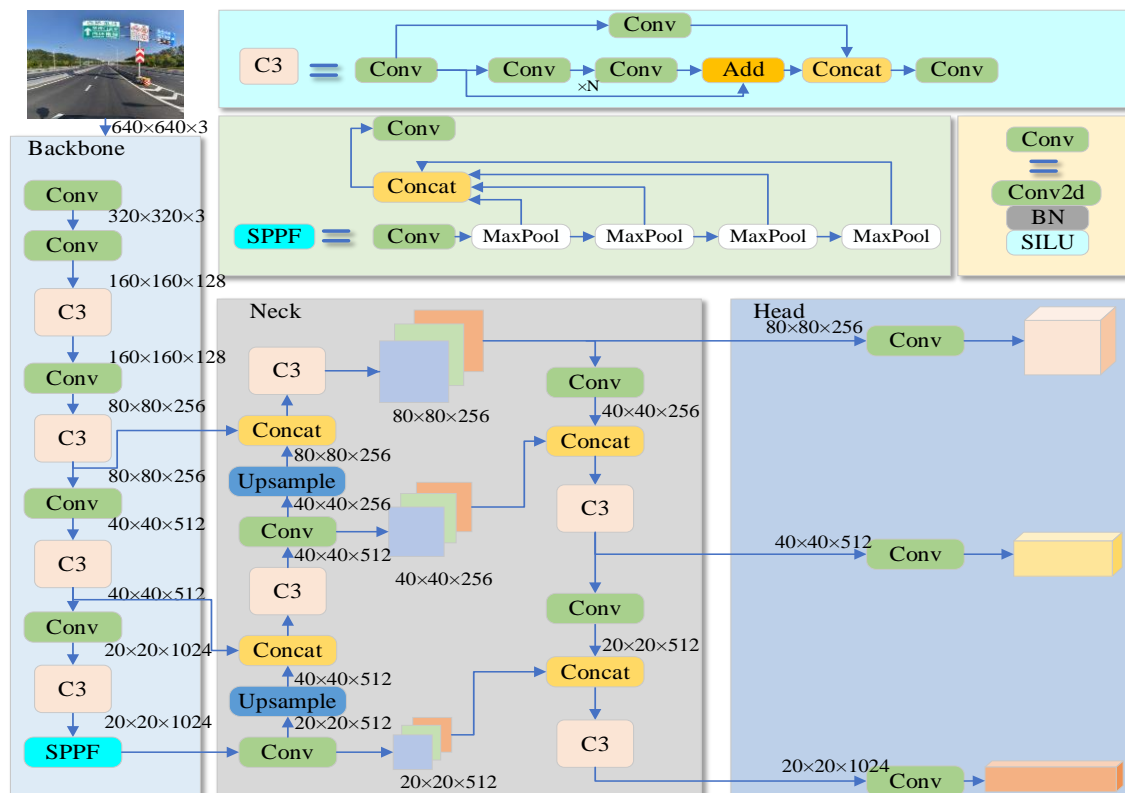 C3
Conv
Conv
Conv
Conv
×N
Add
Concat
Conv
640×640×3
Backbone
Conv
320×320×3
Conv
160×160×128
C3
160×160×128
Conv
80×80×256
C3
80×80×256
Conv
40×40×512
C3
40×40×512
Conv
20×20×1024
C3
20×20×1024
SPPF
Conv
Concat
SPPF
Conv
MaxPool
MaxPool
MaxPool
MaxPool
Conv
Conv2d
BN
SILU
Neck
C3
80×80×256
Concat
80×80×256
Upsample
40×40×256
Conv
40×40×256
40×40×512
C3
Concat
40×40×512
Upsample
20×20×512
Conv
20×20×512
Conv
40×40×256
Concat
C3
Conv
20×20×512
Concat
C3
Head
80×80×256
Conv
40×40×512
Conv
20×20×1024
Conv